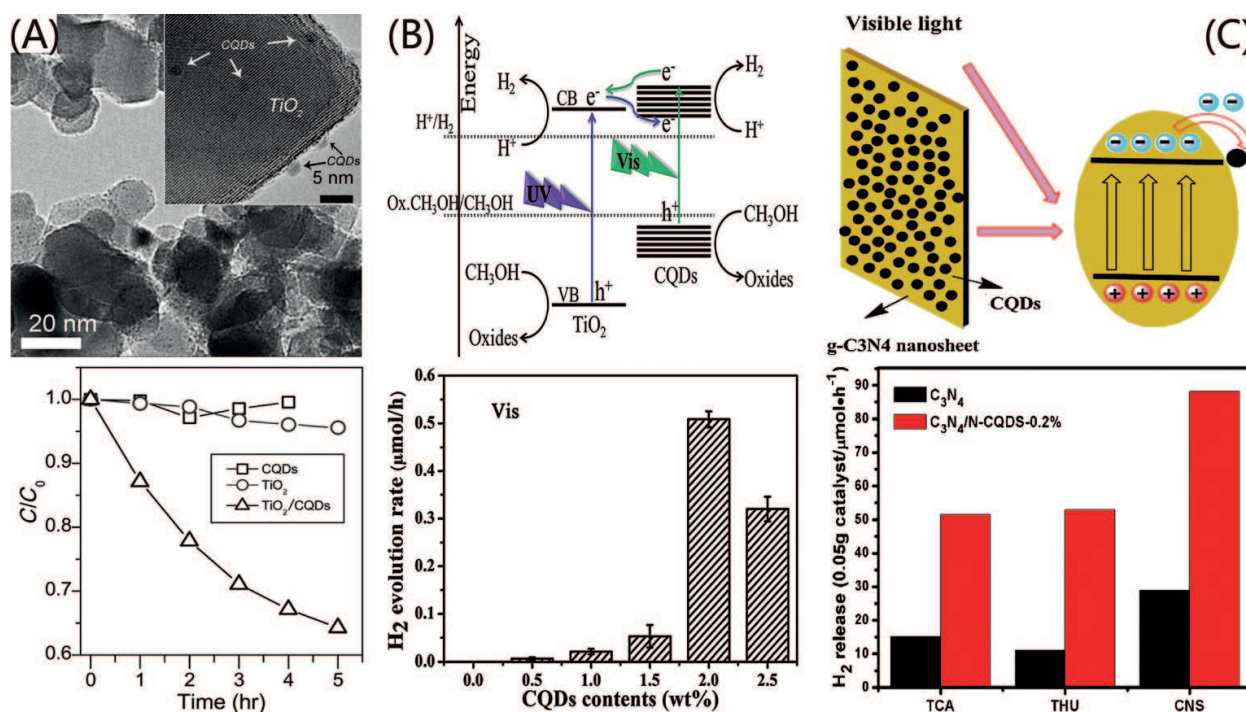 (A)
CQDs
TiO2
CQDs
5 nm
20 nm
C/C0
1.0
0.9
0.8
0.7
0.6
CQDs
TiO2
TiO2/CQDs
0 1 2 3 4 5
Time (hr)
(B)
Energy
H2
CB e-
e-
e-
H2
H+/H2
H+
H+
Vis
UV
Ox.CH3OH/CH3OH
h+
CH3OH
CH3OH
CQDs
Oxides
VB h+
Oxides
TiO2
H2 evolution rate (μmol/h)
0.6
0.5
0.4
0.3
0.2
0.1
0.0
Vis
0.0 0.5 1.0 1.5 2.0 2.5
CQDs contents (wt%)
Visible light
(C)
CQDs
g-C3N4 nanosheet
H2 release (0.05g catalyst/μmol•h-1)
90
80
70
60
50
40
30
20
10
0
C3N4
C3N4/N-CQDS-0.2%
TCA THU CNS